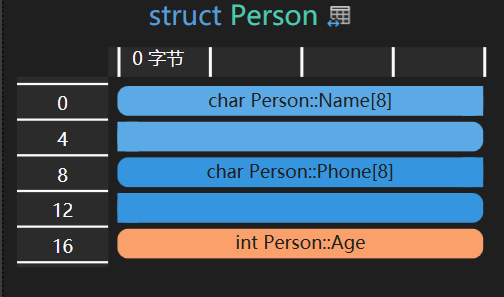 struct Person
0 字节
0 char Person::Name[8]
4
8 char Person::Phone[8]
12
16 int Person::Age